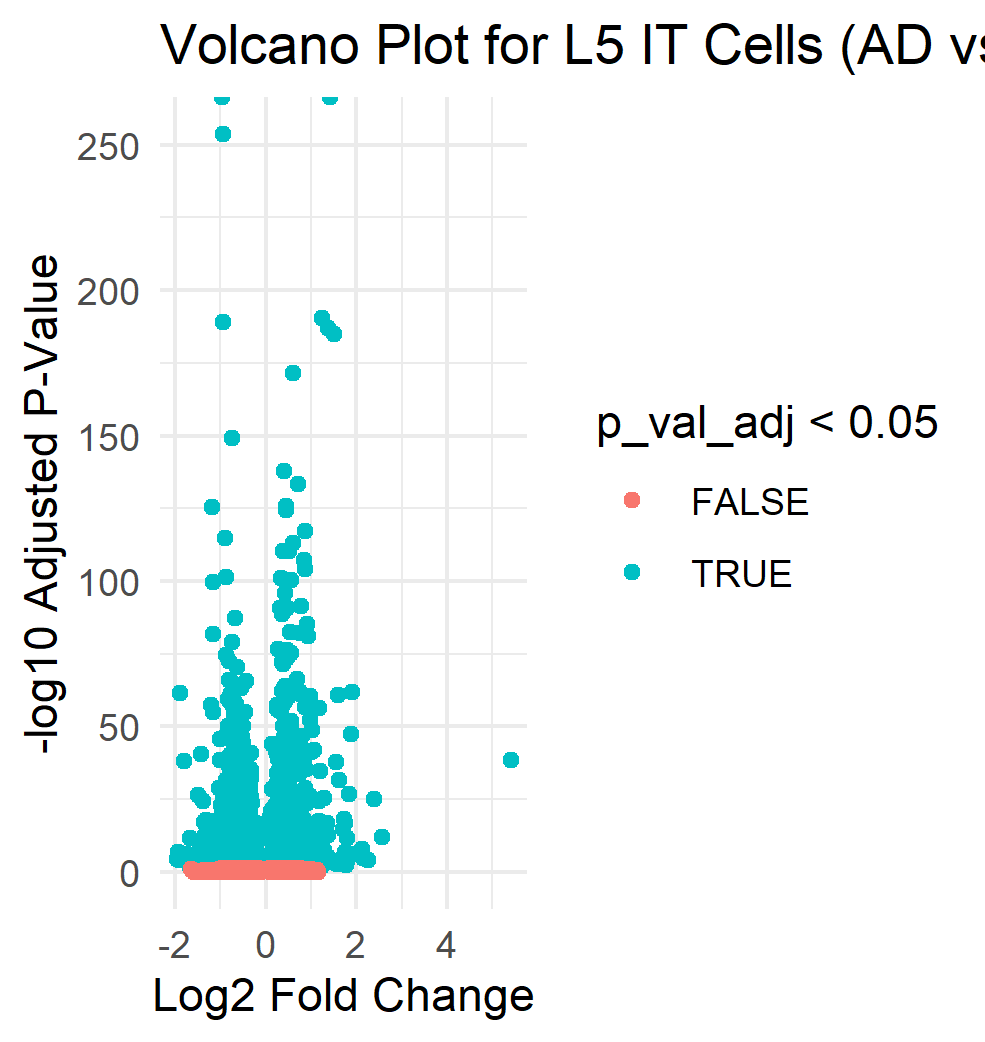 Volcano Plot for L5 IT Cells (AD vs
250
200
150
100
50
0
-log10 Adjusted P-Value
-2 0 2 4
Log2 Fold Change
p_val_adj < 0.05
FALSE
TRUE